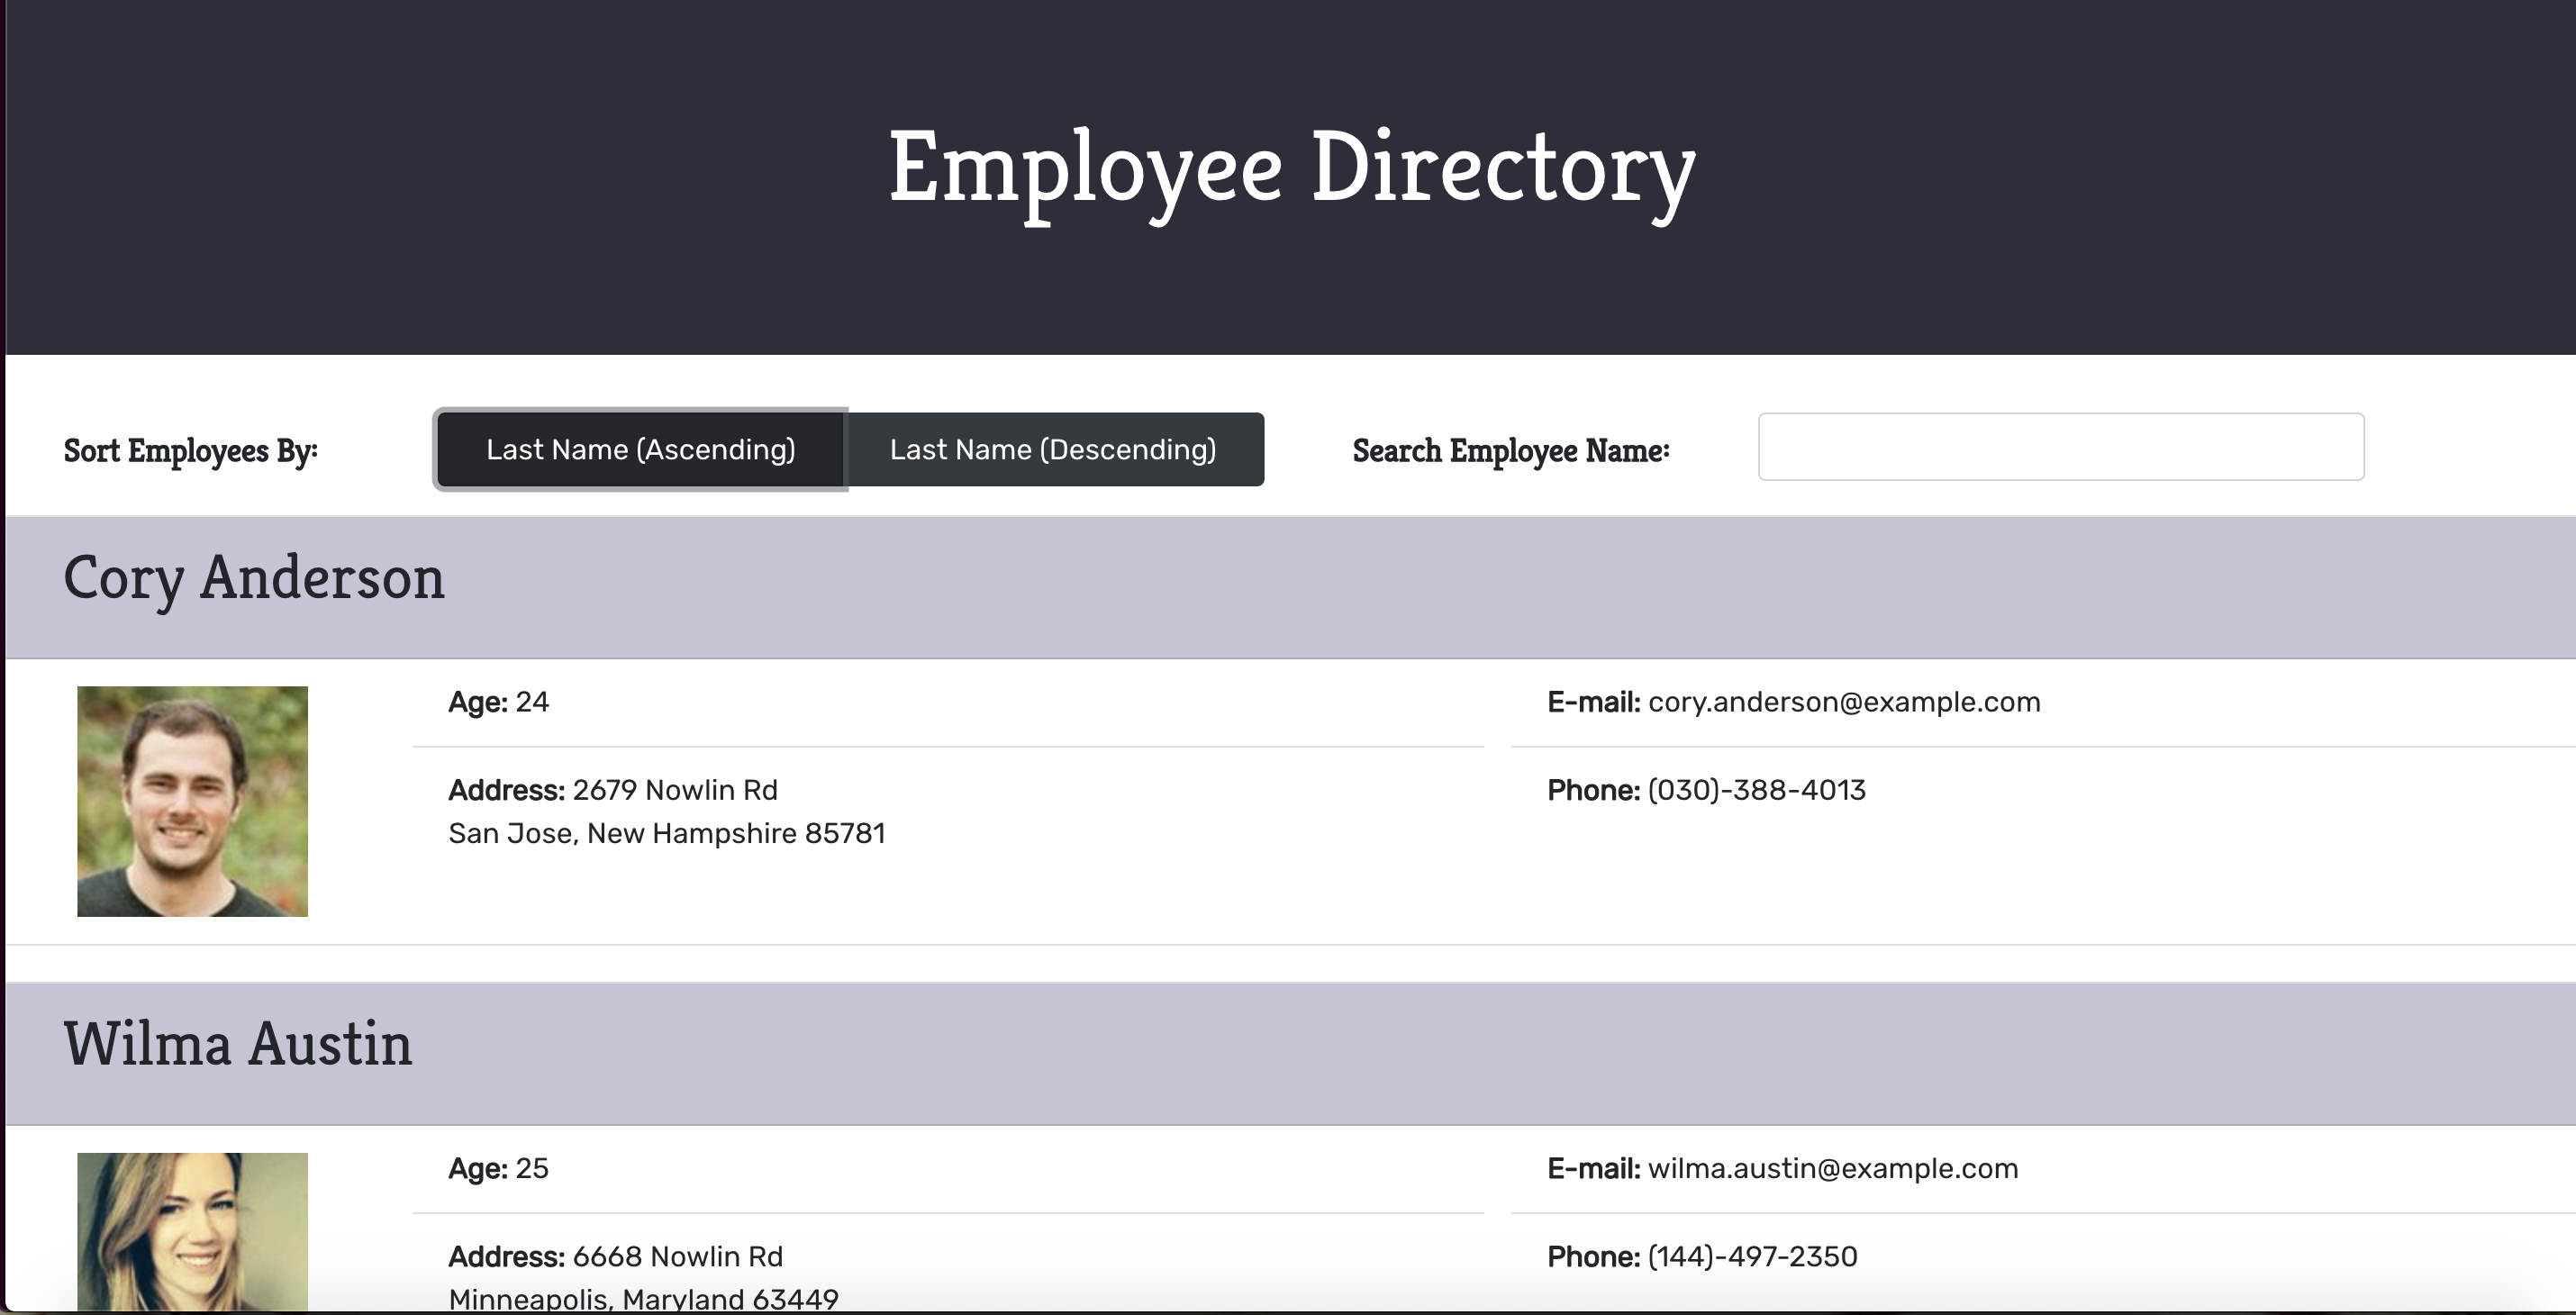 Employee Directory
Sort Employees By: Last Name (Ascending) Last Name (Descending) Search Employee Name:
Cory Anderson
Age: 24 E-mail: cory.anderson@example.com
Address: 2679 Nowlin Rd Phone: (030)-388-4013
San Jose, New Hampshire 85781
Wilma Austin
Age: 25 E-mail: wilma.austin@example.com
Address: 6668 Nowlin Rd Phone: (144)-497-2350
Minneapolis, Maryland 63449